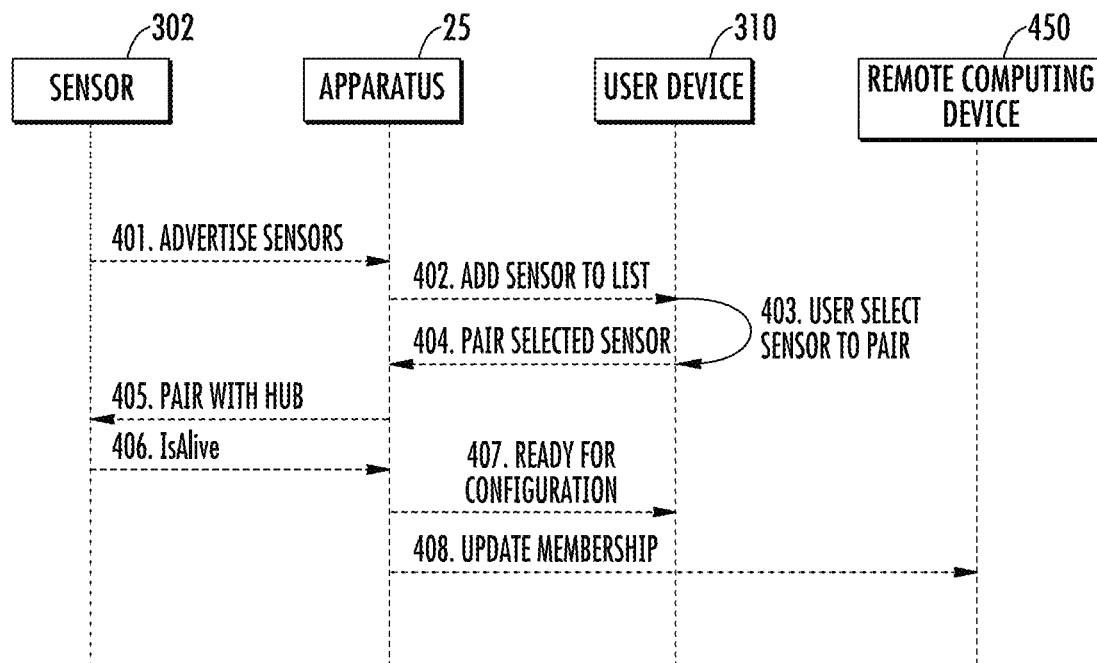 302
25
310
450
SENSOR
APPARATUS
USER DEVICE
REMOTE COMPUTING
DEVICE
401. ADVERTISE SENSORS
402. ADD SENSOR TO LIST
403. USER SELECT
SENSOR TO PAIR
404. PAIR SELECTED SENSOR
405. PAIR WITH HUB
406. IsAlive
407. READY FOR
CONFIGURATION
408. UPDATE MEMBERSHIP